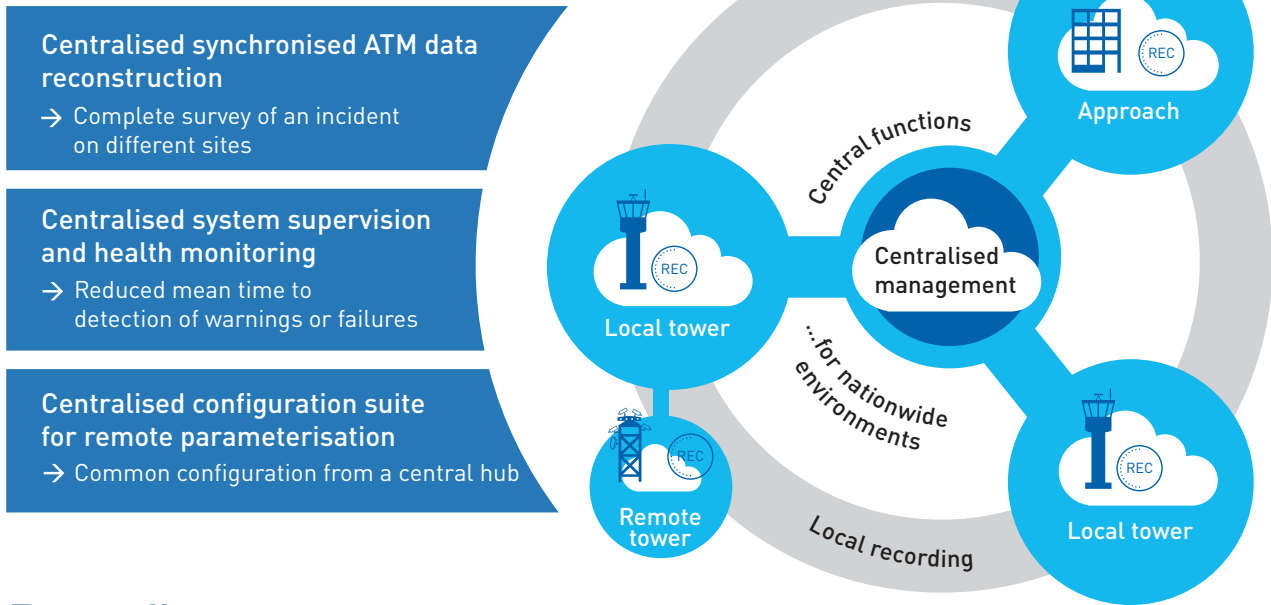 Centralised synchronised ATM data
reconstruction
→ Complete survey of an incident
on different sites
Centralised system supervision
and health monitoring
→ Reduced mean time to
detection of warnings or failures
Centralised configuration suite
for remote parameterisation
→ Common configuration from a central hub
REC
Approach
Central functions
REC
Local tower
Centralised
management
...for nationwide
environments
REC
Remote
tower
REC
Local tower
Local recording